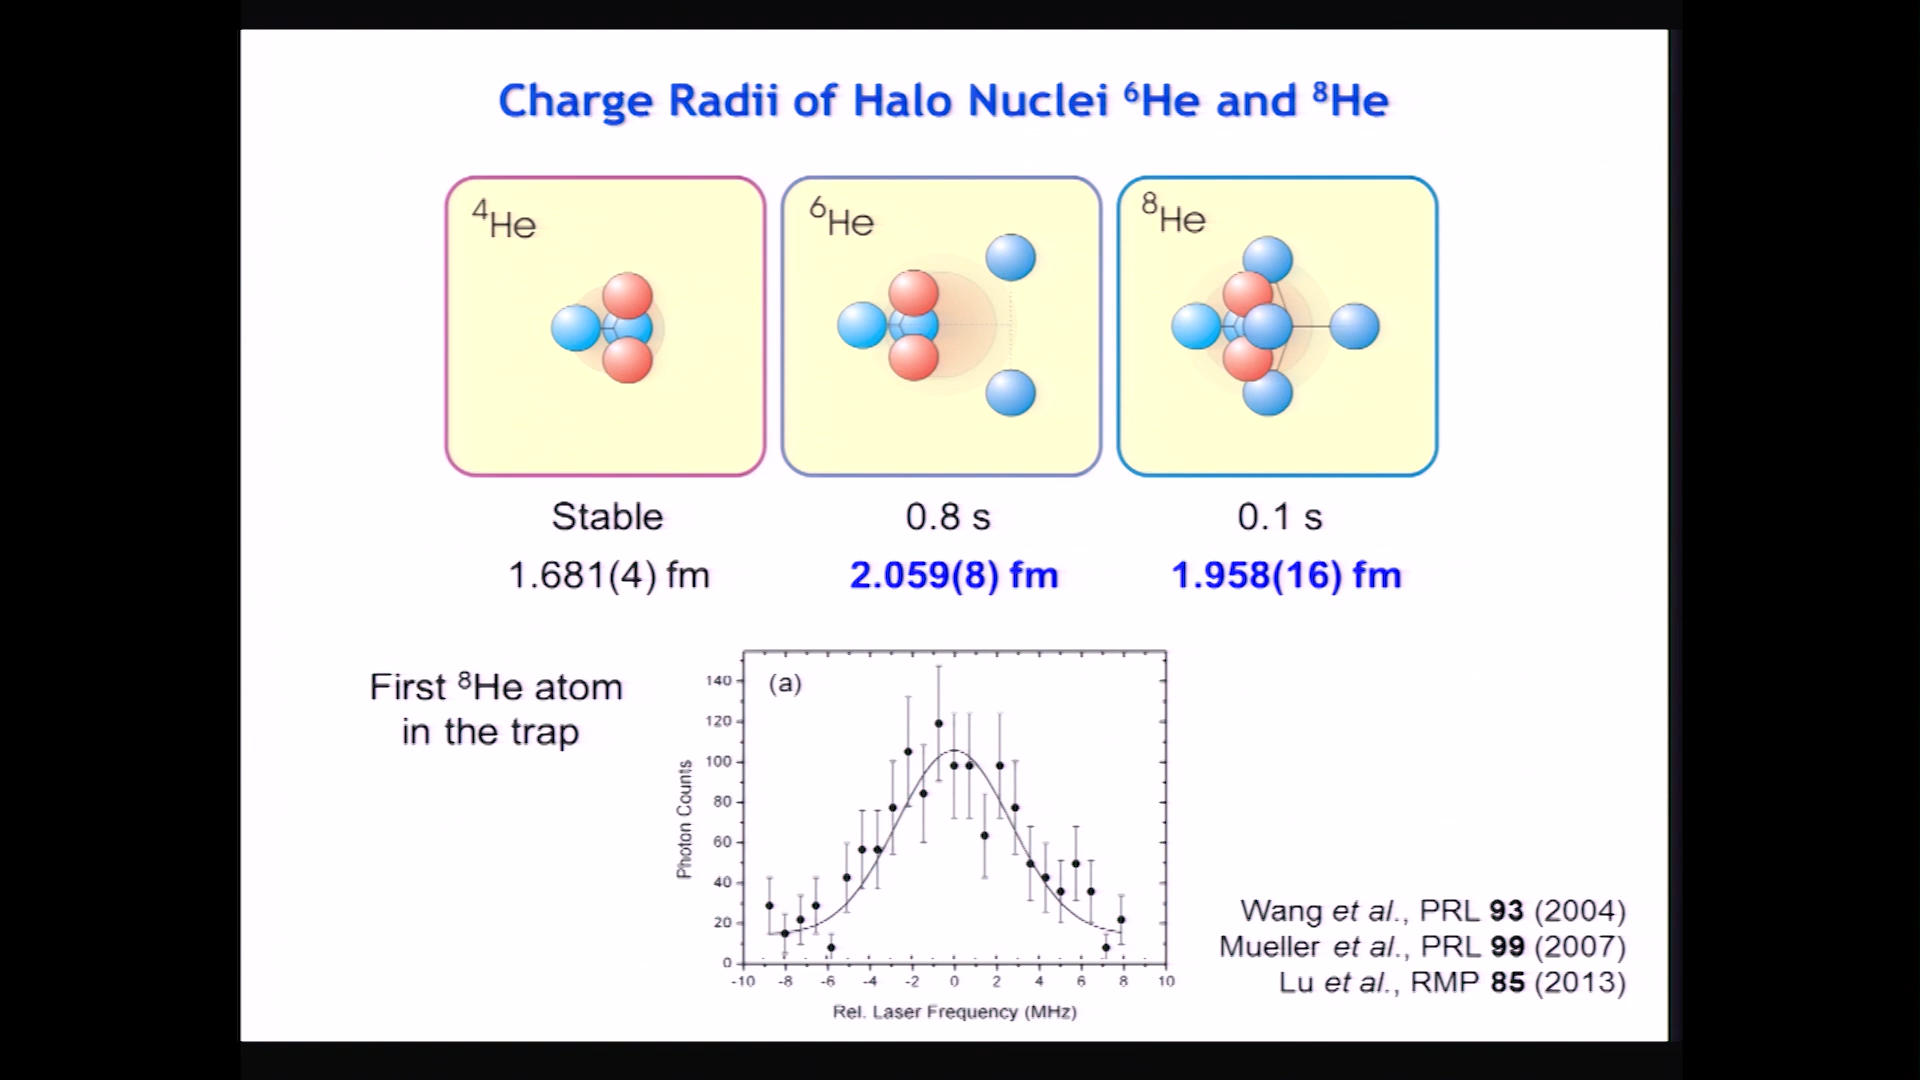 Charge Radii of Halo Nuclei ⁶He and ⁸He
⁴He
⁶He
⁸He
Stable
0.8 s
0.1 s
1.681(4) fm
2.059(8) fm
1.958(16) fm
First ⁸He atom
in the trap
(a)
140
120
100
80
60
40
20
0
Photon Counts
-10 -8 -6 -4 -2 0 2 4 6 8 10
Rel. Laser Frequency (MHz)
Wang et al., PRL 93 (2004)
Mueller et al., PRL 99 (2007)
Lu et al., RMP 85 (2013)